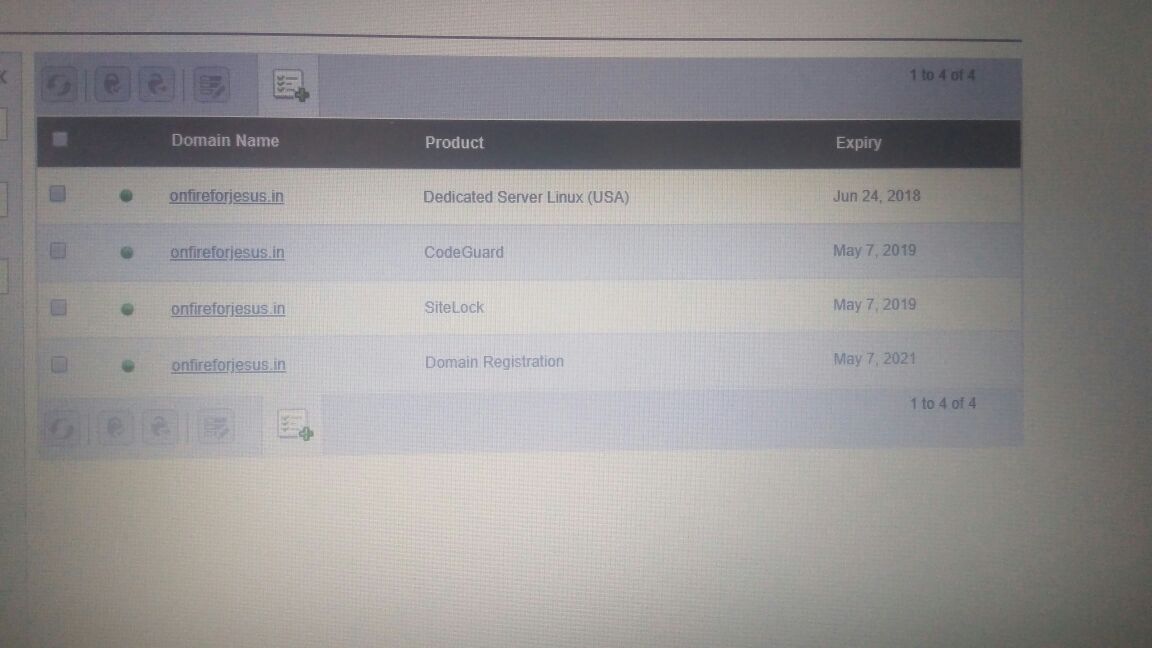 1 to 4 of 4
Domain Name Product Expiry
onfireforjesus.in Dedicated Server Linux (USA) Jun 24, 2018
onfireforjesus.in CodeGuard May 7, 2019
onfireforjesus.in SiteLock May 7, 2019
onfireforjesus.in Domain Registration May 7, 2021
1 to 4 of 4